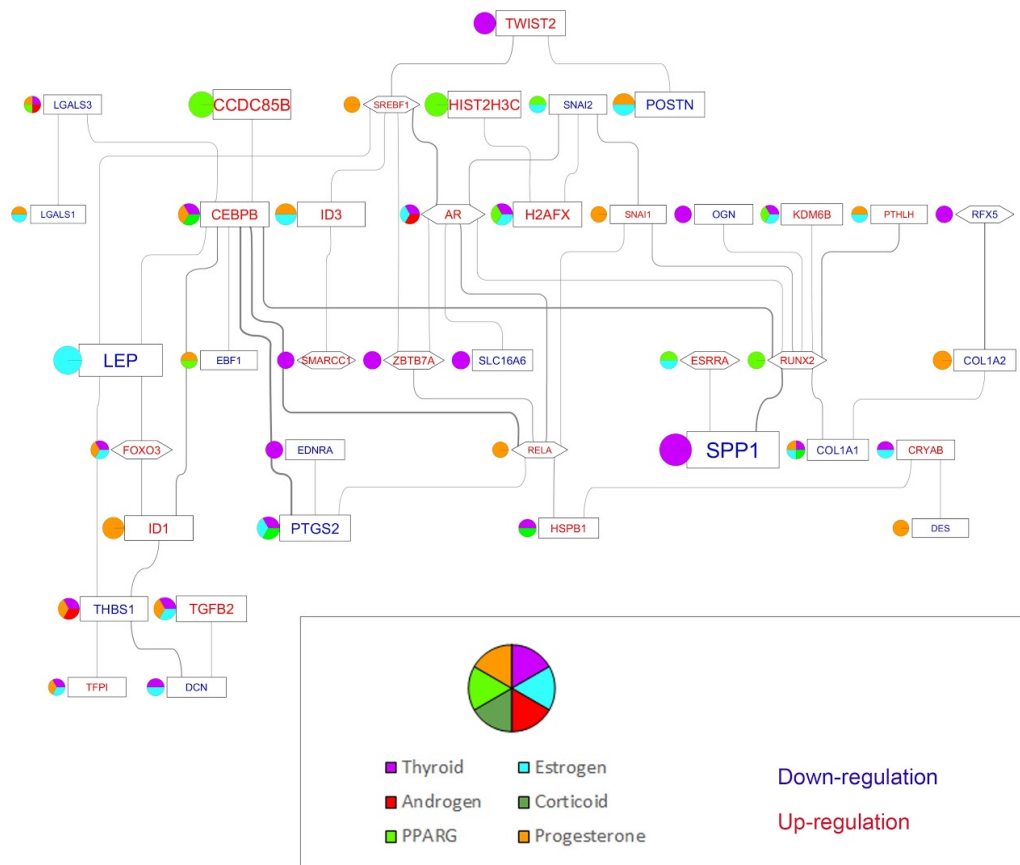 TWIST2
LGALS3
CCDC85B
SREBF1
HIST2H3C
SNAI2
POSTN
LGALS1
CEBPB
ID3
AR
H2AFX
SNAI1
OGN
KDM6B
PTHLH
RFX5
LEP
EBF1
SMARCC1
ZBTB7A
SLC16A6
ESRRA
RUNX2
COL1A2
FOXO3
EDNRA
RELA
SPP1
COL1A1
CRYAB
ID1
PTGS2
HSPB1
DES
THBS1
TGFB2
TFPI
DCN
Thyroid
Estrogen
Androgen
Corticoid
PPARG
Progesterone
Down-regulation
Up-regulation